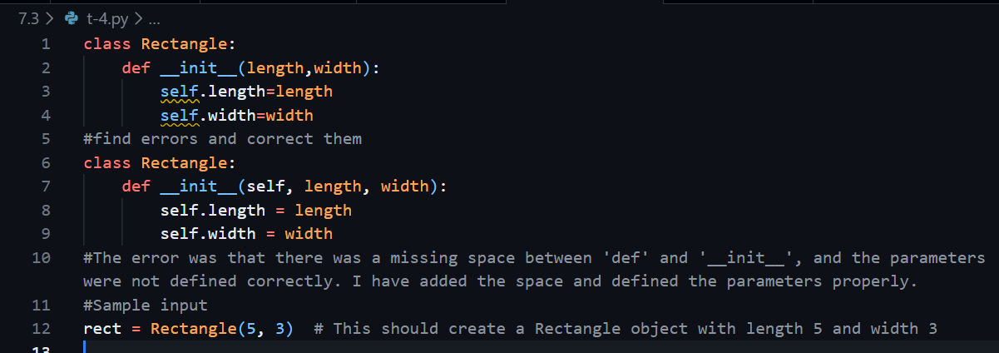 7.3 > t-4.py > ...
1 class Rectangle:
2     def __init__(length,width):
3         self.length=length
4         self.width=width
5 #find errors and correct them
6 class Rectangle:
7     def __init__(self, length, width):
8         self.length = length
9         self.width = width
10 #The error was that there was a missing space between 'def' and '__init__', and the parameters
were not defined correctly. I have added the space and defined the parameters properly.
11 #Sample input
12 rect = Rectangle(5, 3)  # This should create a Rectangle object with length 5 and width 3
13